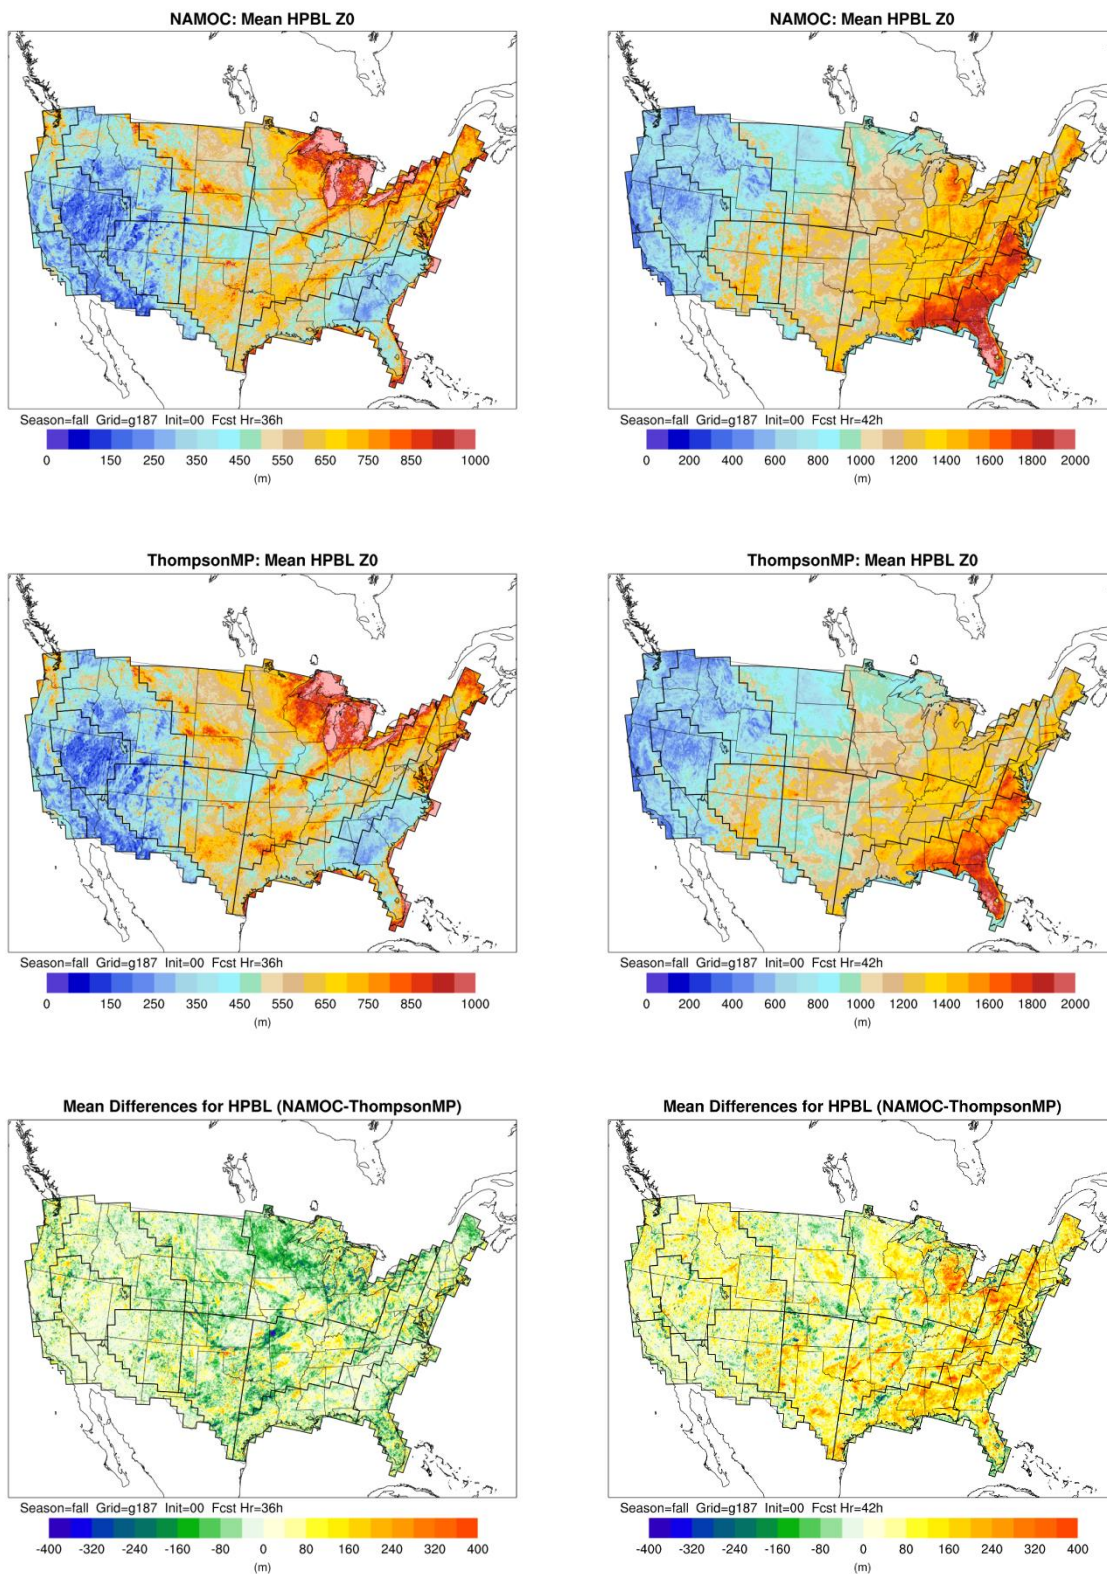 NAMOC: Mean HPBL Z0
Season=fall Grid=g187 Init=00 Fcst Hr=36h
0 150 250 350 450 550 650 750 850 1000
(m)
NAMOC: Mean HPBL Z0
Season=fall Grid=g187 Init=00 Fcst Hr=42h
0 200 400 600 800 1000 1200 1400 1600 1800 2000
(m)
ThompsonMP: Mean HPBL Z0
Season=fall Grid=g187 Init=00 Fcst Hr=36h
0 150 250 350 450 550 650 750 850 1000
(m)
ThompsonMP: Mean HPBL Z0
Season=fall Grid=g187 Init=00 Fcst Hr=42h
0 200 400 600 800 1000 1200 1400 1600 1800 2000
(m)
Mean Differences for HPBL (NAMOC-ThompsonMP)
Season=fall Grid=g187 Init=00 Fcst Hr=36h
-400 -320 -240 -160 -80 0 80 160 240 320 400
(m)
Mean Differences for HPBL (NAMOC-ThompsonMP)
Season=fall Grid=g187 Init=00 Fcst Hr=42h
-400 -320 -240 -160 -80 0 80 160 240 320 400
(m)